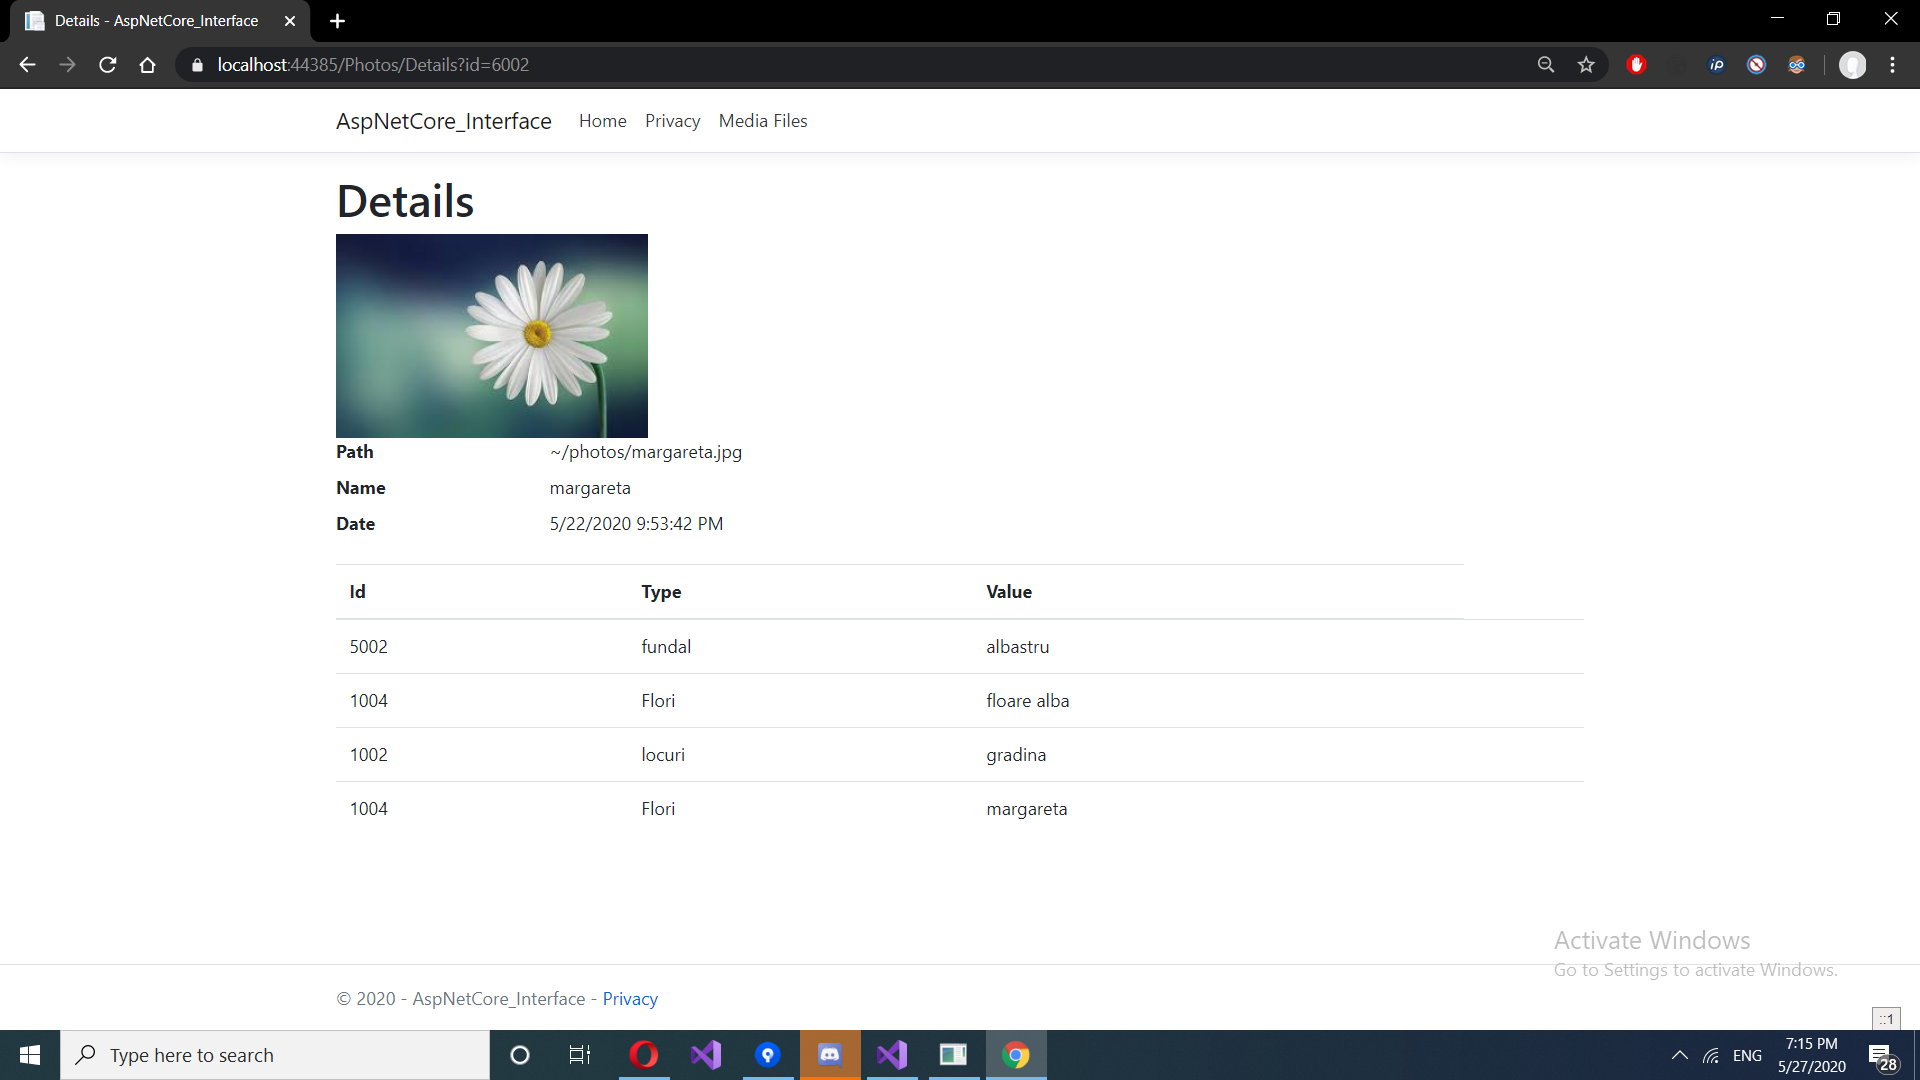 Details - AspNetCore_Interface
localhost:44385/Photos/Details?id=6002
ip
AspNetCore_Interface Home Privacy Media Files
Details
Path ~/photos/margareta.jpg
Name margareta
Date 5/22/2020 9:53:42 PM
Id Type Value
5002 fundal albastru
1004 Flori floare alba
1002 locuri gradina
1004 Flori margareta
Activate Windows
Go to Settings to activate Windows.
© 2020 - AspNetCore_Interface - Privacy
::1
Type here to search
ENG
7:15 PM
5/27/2020
28